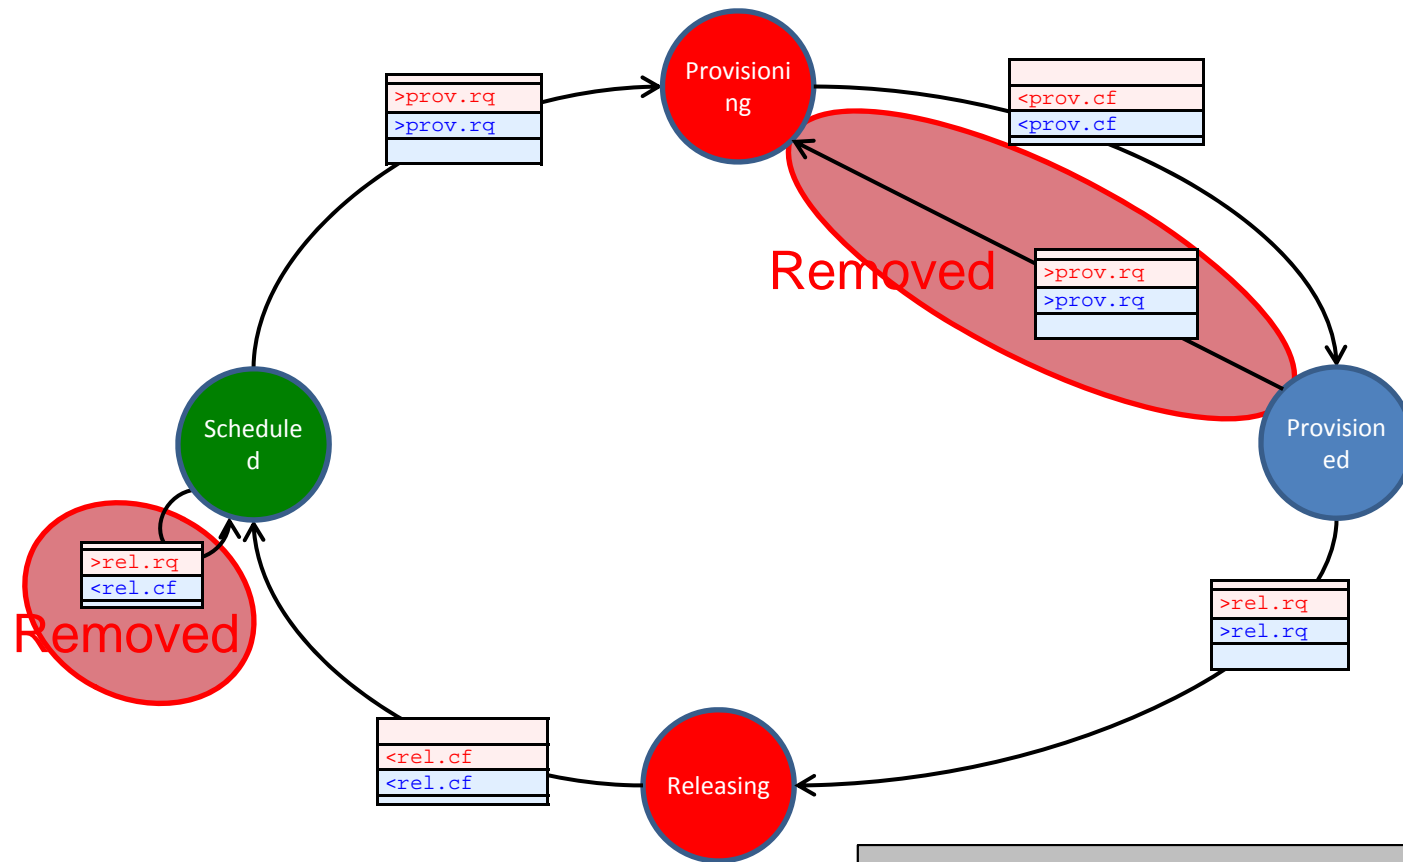 Provisioni
ng
>prov.rq
>prov.rq
<prov.cf
<prov.cf
Removed
>prov.rq
>prov.rq
Schedule
d
Provision
ed
>rel.rq
<rel.cf
Removed
>rel.rq
>rel.rq
<rel.cf
<rel.cf
Releasing